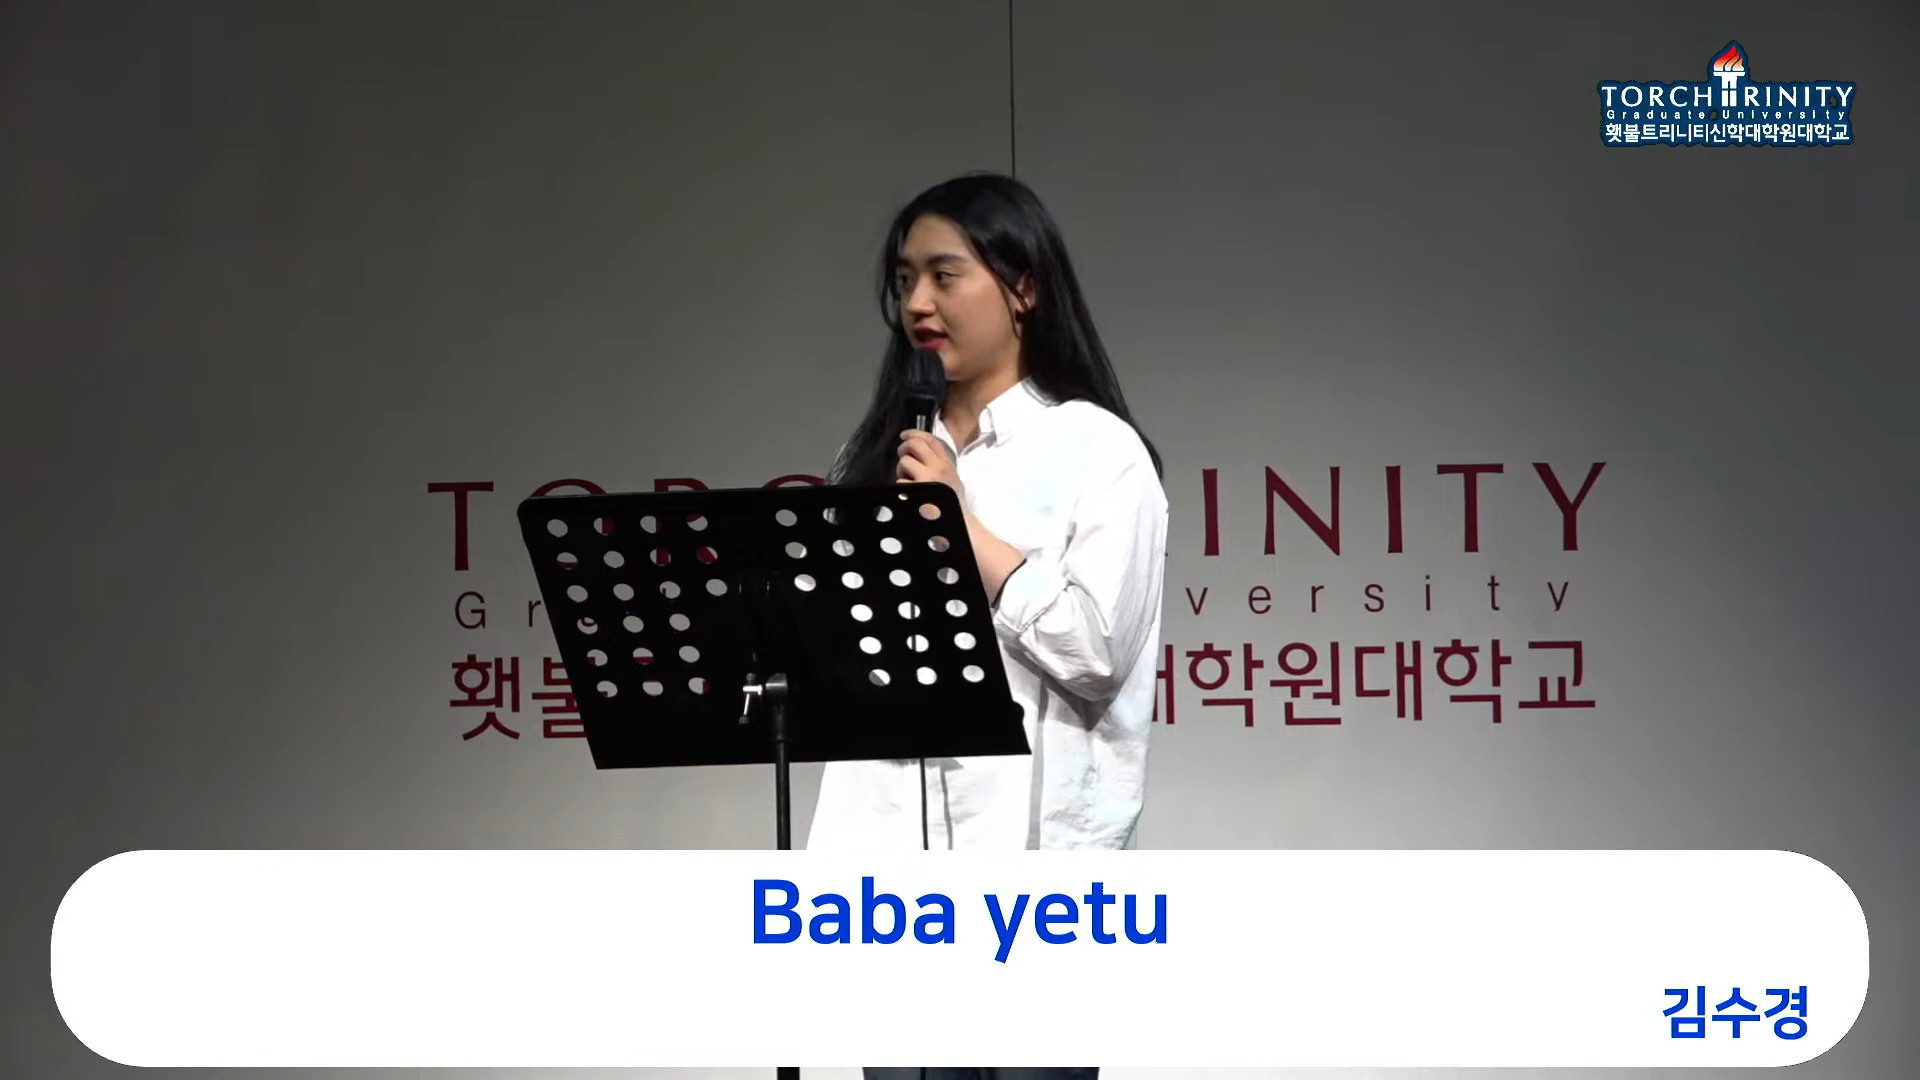 TORCH TRINITY
Graduate University
횃불트리니티신학대학원대학교
INITY
versity
학원대학교
Baba yetu
김수경